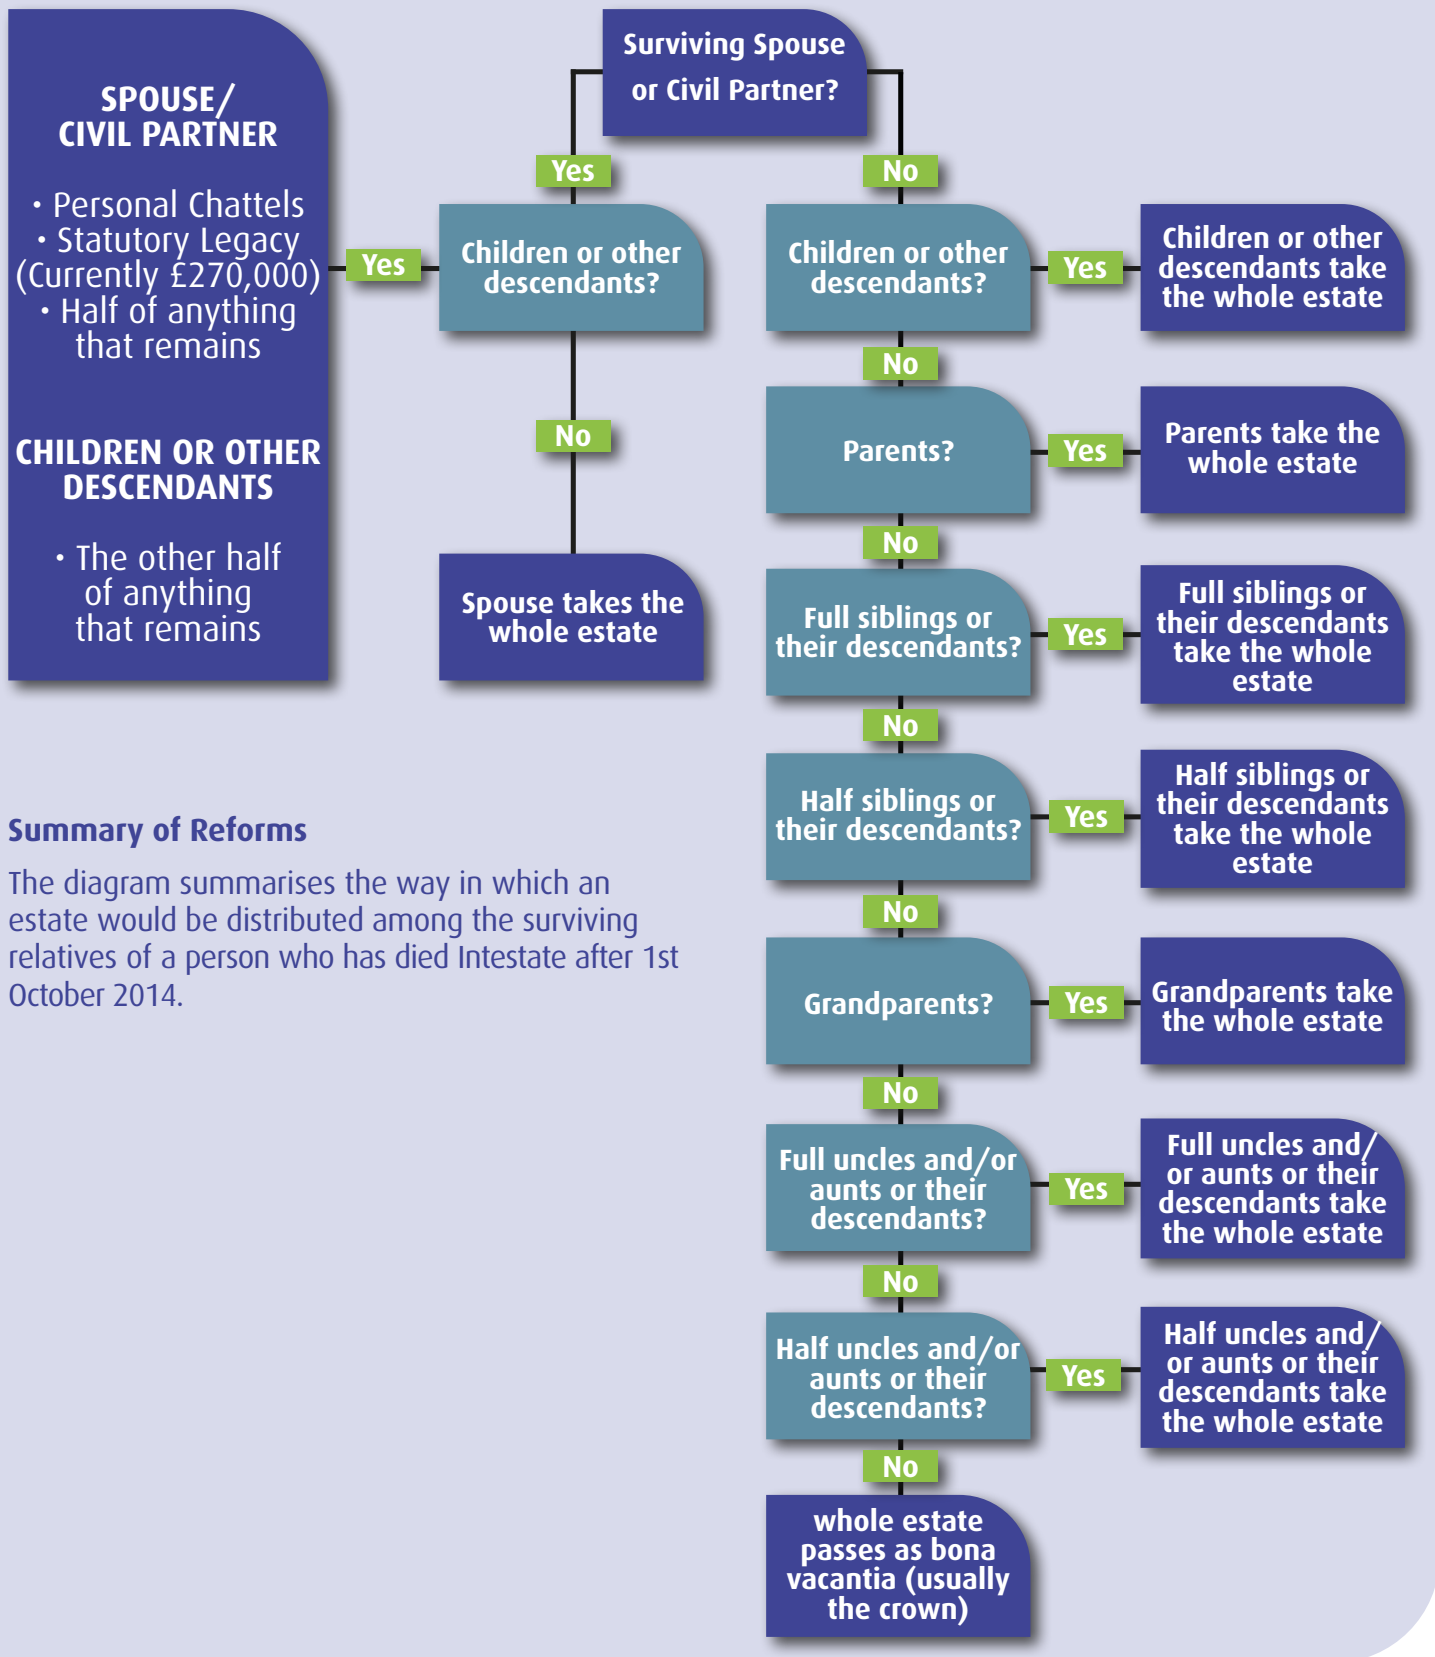 Surviving Spouse
or Civil Partner?
Yes
No
SPOUSE/
CIVIL PARTNER
• Personal Chattels
• Statutory Legacy
(Currently £270,000)
• Half of anything
that remains
CHILDREN OR OTHER
DESCENDANTS
• The other half
of anything
that remains
Yes
Children or other
descendants?
No
Spouse takes the
whole estate
Children or other
descendants?
Yes
Children or other
descendants take
the whole estate
No
Parents?
Yes
Parents take the
whole estate
No
Full siblings or
their descendants?
Yes
Full siblings or
their descendants
take the whole
estate
No
Half siblings or
their descendants?
Yes
Half siblings or
their descendants
take the whole
estate
No
Grandparents?
Yes
Grandparents take
the whole estate
No
Full uncles and/or
aunts or their
descendants?
Yes
Full uncles and/
or aunts or their
descendants take
the whole estate
No
Half uncles and/or
aunts or their
descendants?
Yes
Half uncles and/
or aunts or their
descendants take
the whole estate
No
whole estate
passes as bona
vacantia (usually
the crown)
Summary of Reforms
The diagram summarises the way in which an
estate would be distributed among the surviving
relatives of a person who has died Intestate after 1st
October 2014.